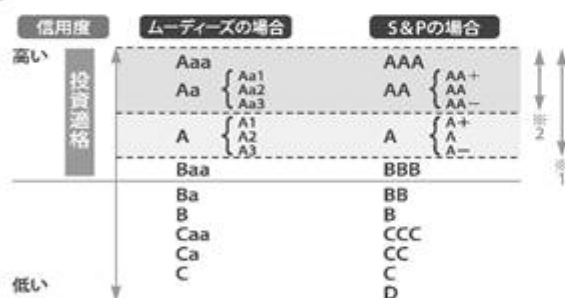 信用度 ムーディーズの場合 S&Pの場合
高い
投資適格
Aaa AAA
Aa Aa1 Aa2 Aa3 AA AA+ AA AA−
A A1 A2 A3 A A+ A A−
Baa BBB
Ba BB
B B
Caa CCC
Ca CC
C C
低い D
※2
※1